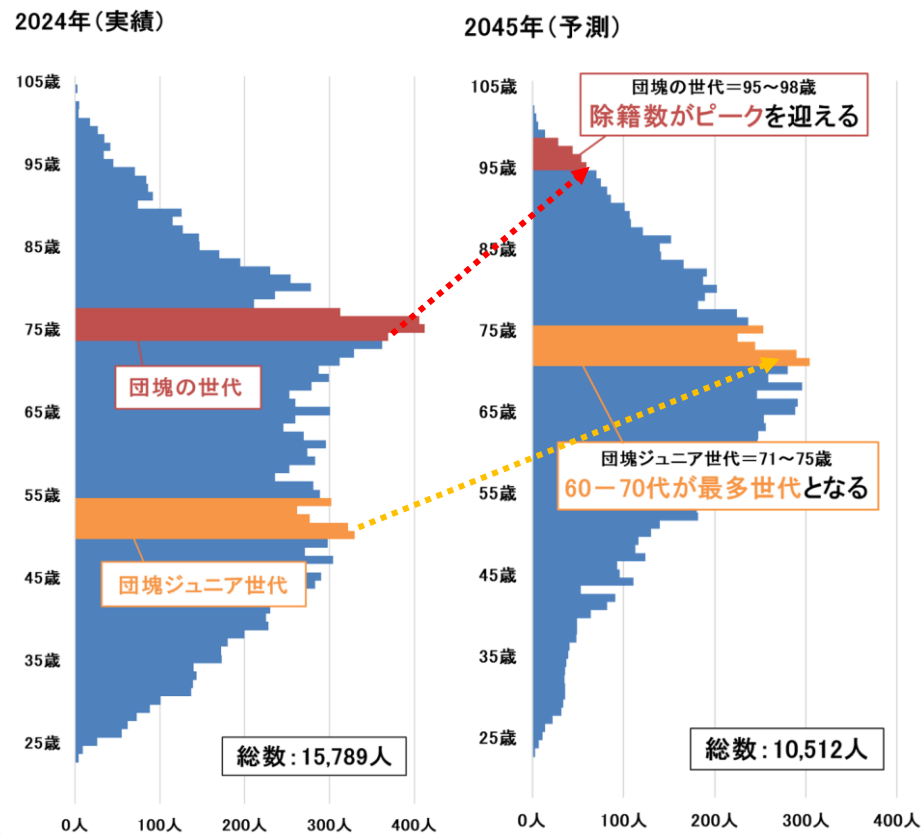 2024年（実績）
105歳
95歳
85歳
75歳
65歳
55歳
45歳
35歳
25歳
団塊の世代
団塊ジュニア世代
総数：15,789人
0人
100人
200人
300人
400人
2045年（予測）
105歳
95歳
85歳
75歳
65歳
55歳
45歳
35歳
25歳
団塊の世代＝95～98歳
除籍数がピークを迎える
団塊ジュニア世代＝71～75歳
60－70代が最多世代となる
総数：10,512人
0人
100人
200人
300人
400人